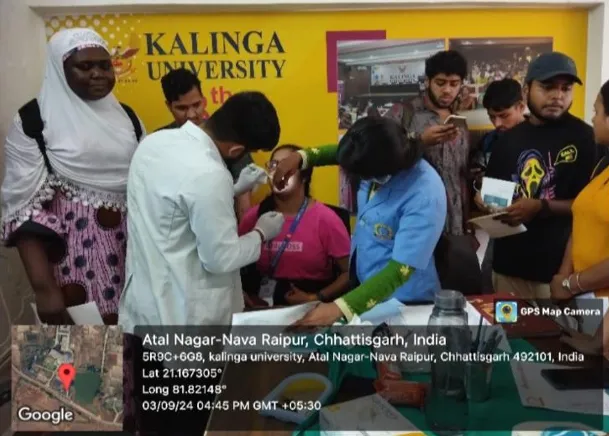 KALINGA
UNIVERSITY
th
GPS Map Camera
Atal Nagar-Nava Raipur, Chhattisgarh, India
5R9C+6G8, kalinga university, Atal Nagar-Nava Raipur, Chhattisgarh 492101, India
Lat 21.167305°
Long 81.82148°
03/09/24 04:45 PM GMT +05:30
Google